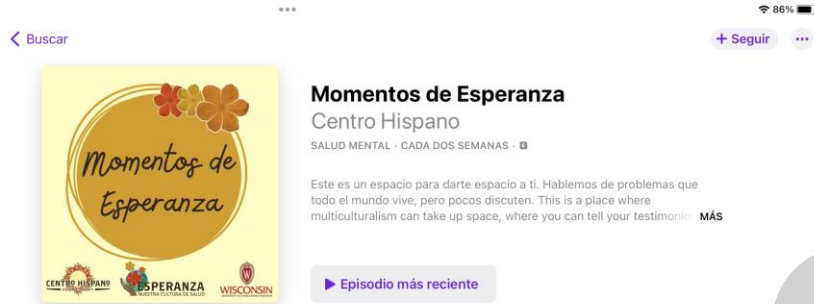 86%
Buscar
+ Seguir
Momentos de Esperanza
Centro Hispano
SALUD MENTAL · CADA DOS SEMANAS · E
Este es un espacio para darte espacio a ti. Hablemos de problemas que
todo el mundo vive, pero pocos discuten. This is a place where
multiculturalism can take up space, where you can tell your testimonio MÁS
Episodio más reciente
Momentos de
Esperanza
CENTRO HISPANO
ESPERANZA
NUESTRA CULTURA DE SALUD
WISCONSIN